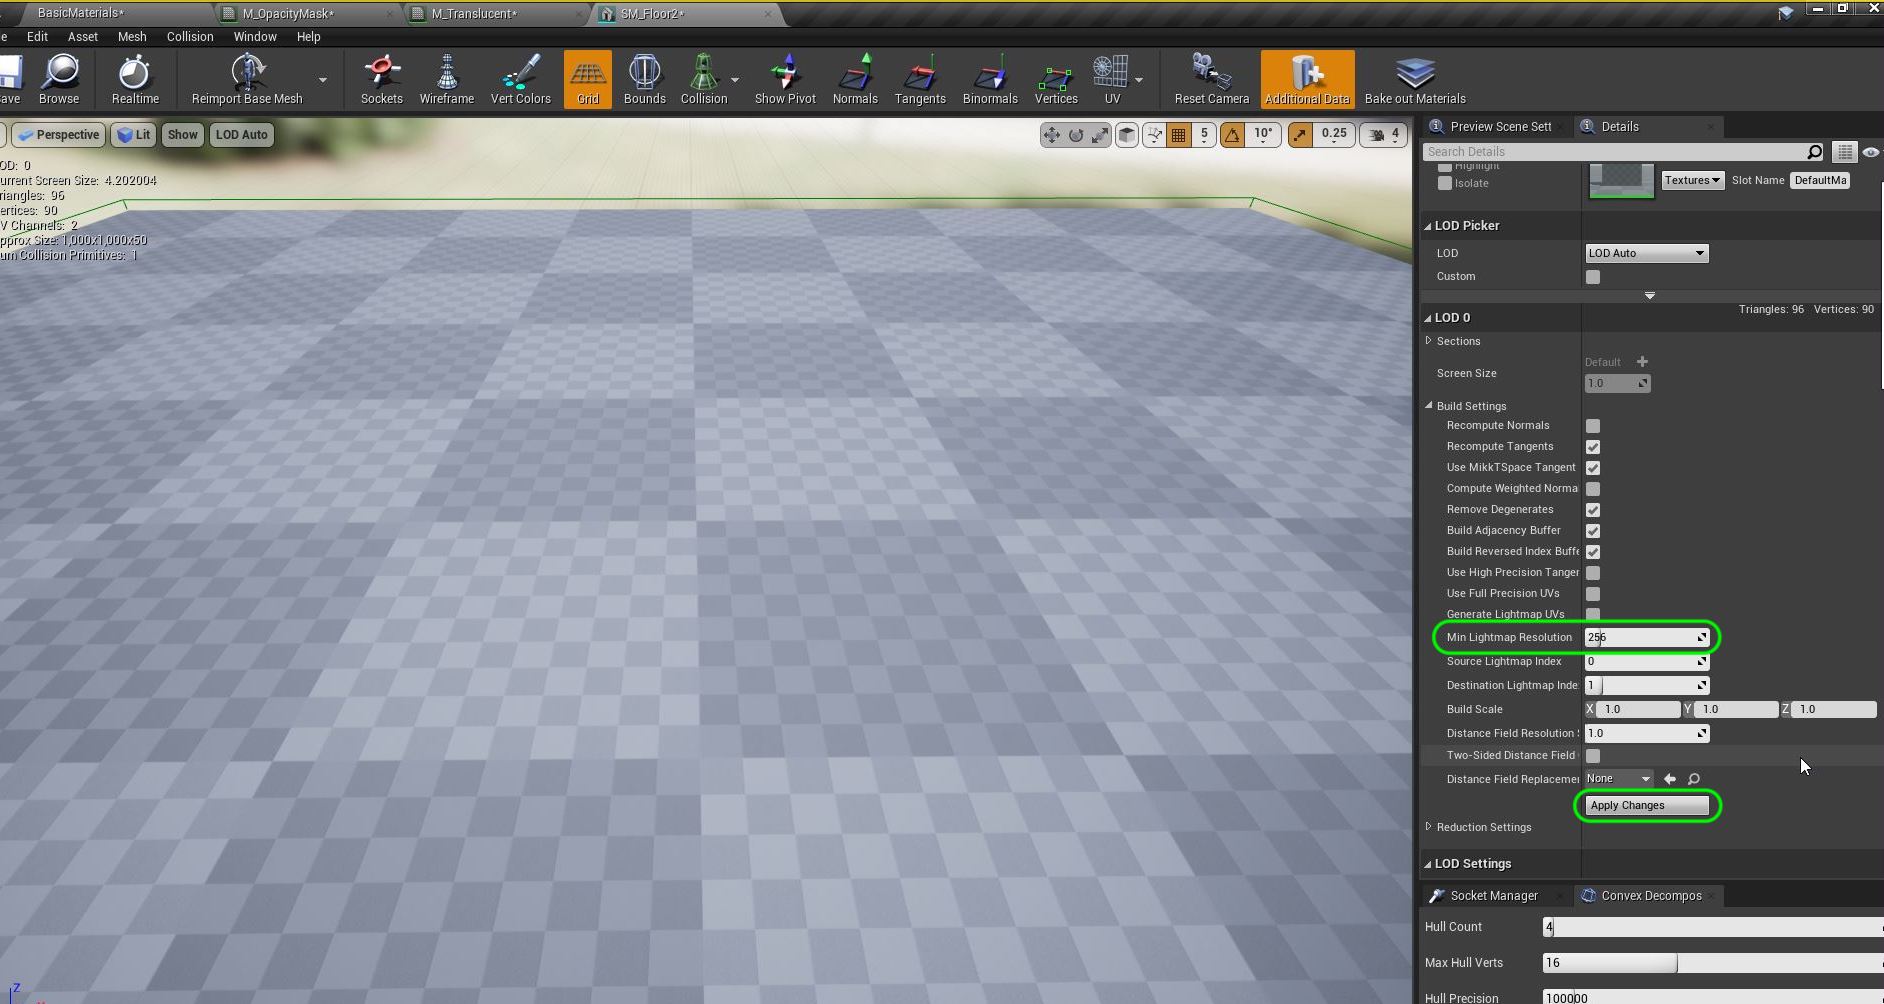 BasicMaterials* M_OpacityMask* M_Translucent* SM_Floor2*
Edit Asset Mesh Collision Window Help
Browse Realtime Reimport Base Mesh Sockets Wireframe Vert Colors Grid Bounds Collision Show Pivot Normals Tangents Binormals Vertices UV Reset Camera Additional Data Bake out Materials
Preview Scene Sett Details
Perspective Lit Show LOD Auto 5 10° 0.25 4
Search Details
OD: 0
urrent Screen Size: 4.202004
riangles: 96
ertices: 90
V Channels: 2
pprox Size: 1,000x1,000x50
um Collision Primitives: 1
Highlight
Isolate
Textures Slot Name DefaultMa
LOD Picker
LOD LOD Auto
Custom
LOD 0 Triangles: 96 Vertices: 90
Sections
Default
Screen Size 1.0
Build Settings
Recompute Normals
Recompute Tangents
Use MikkTSpace Tangent
Compute Weighted Norma
Remove Degenerates
Build Adjacency Buffer
Build Reversed Index Buffe
Use High Precision Tanger
Use Full Precision UVs
Generate Lightmap UVs
Min Lightmap Resolution 256
Source Lightmap Index 0
Destination Lightmap Inde 1
Build Scale X 1.0 Y 1.0 Z 1.0
Distance Field Resolution 1.0
Two-Sided Distance Field
Distance Field Replacemer None
Apply Changes
Reduction Settings
LOD Settings
Socket Manager Convex Decompos
Hull Count 4
Max Hull Verts 16
Hull Precision 100000
Z